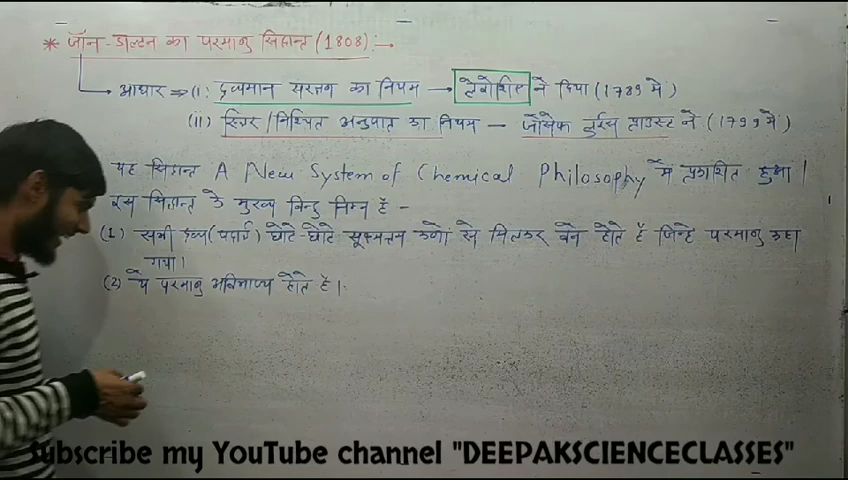 * जॉन-डाल्टन का परमाणु सिद्धान्त (1808) :→
आधार ⇒ (i) द्रव्यमान संरक्षण का नियम → लेवोशिए ने दिया (1789 में)
(ii) स्थिर/निश्चित अनुपात का नियम — जोसेफ लुईस प्राउस्ट ने (1799 में)
यह सिद्धान्त A New System of Chemical Philosophy में प्रकाशित हुआ।
इस सिद्धान्त के मुख्य बिन्दु निम्न है -
(1) सभी द्रव्य (पदार्थ) छोटे-छोटे सूक्ष्मतम कणों से मिलकर बने होते है जिन्हे परमाणु कहा
गया।
(2) ये परमाणु अविभाज्य होते है।
Subscribe my YouTube channel "DEEPAKSCIENCECLASSES"